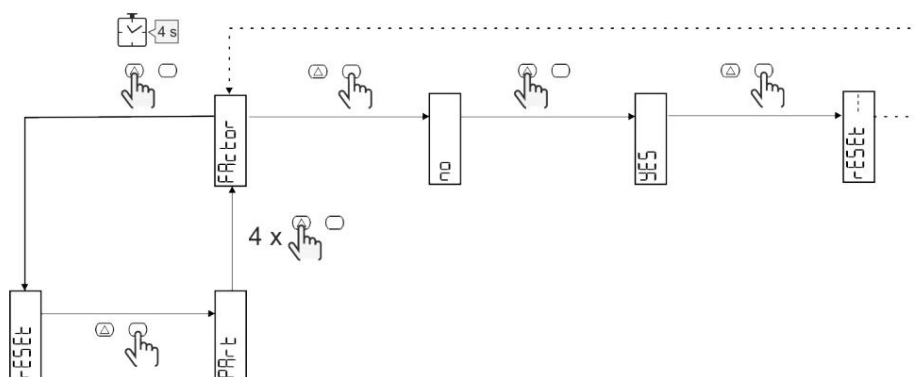 4 s
FActor
no
YES
rESEt ---
4 x
rESEt
PArt